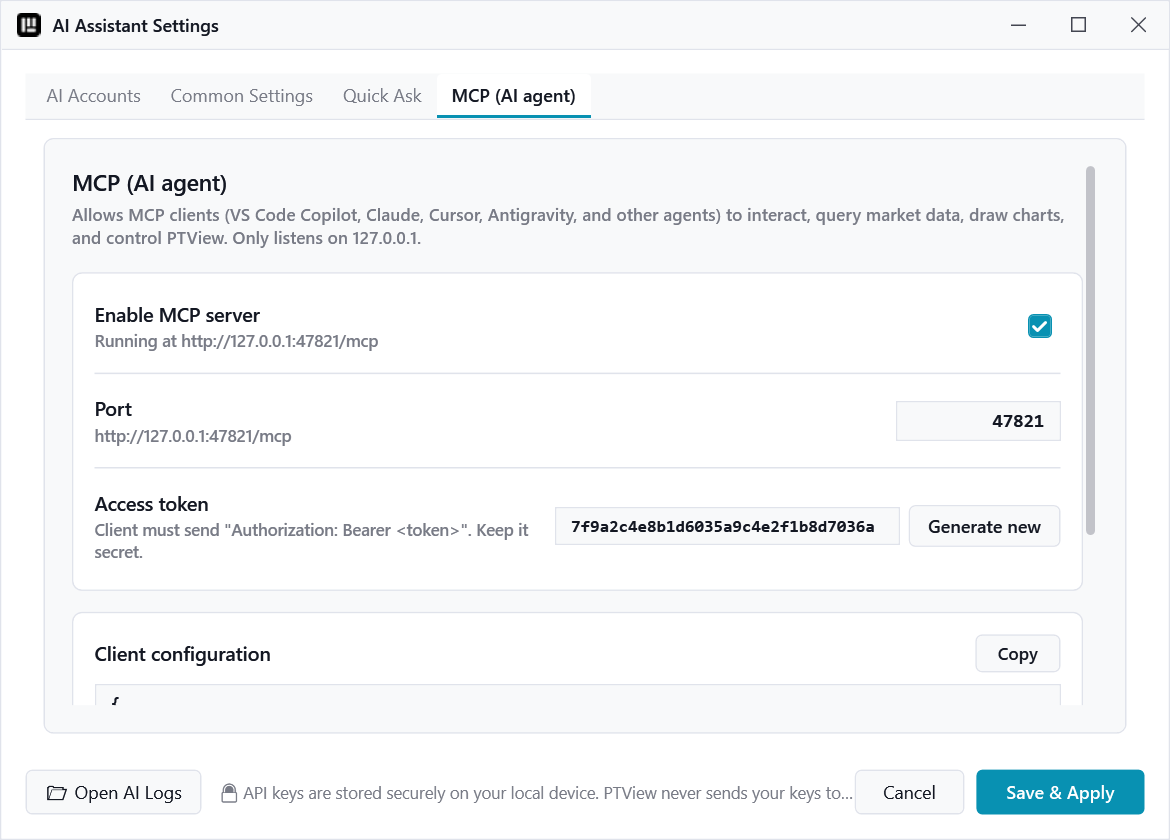 AI Assistant Settings
AI Accounts
Common Settings
Quick Ask
MCP (AI agent)
MCP (AI agent)
Allows MCP clients (VS Code Copilot, Claude, Cursor, Antigravity, and other agents) to interact, query market data, draw charts,
and control PTView. Only listens on 127.0.0.1.
Enable MCP server
Running at http://127.0.0.1:47821/mcp
Port
http://127.0.0.1:47821/mcp
47821
Access token
Client must send "Authorization: Bearer <token>". Keep it
secret.
7f9a2c4e8b1d6035a9c4e2f1b8d7036a
Generate new
Client configuration
Copy
{
Open AI Logs
API keys are stored securely on your local device. PTView never sends your keys to...
Cancel
Save & Apply